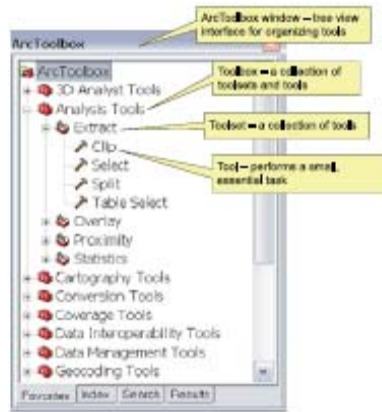 ArcToolbox window – tree view
interface for organizing tools
ArcToolbox
ArcToolbox
Toolbox – a collection of
toolsets and tools
3D Analyst Tools
Analysis Tools
Extract
Toolset – a collection of tools
Clip
Select
Tool – performs a small,
essential task
Split
Table Select
Overlay
Proximity
Statistics
Cartography Tools
Conversion Tools
Coverage Tools
Data Interoperability Tools
Data Management Tools
Geocoding Tools
Favorites Index Search Results